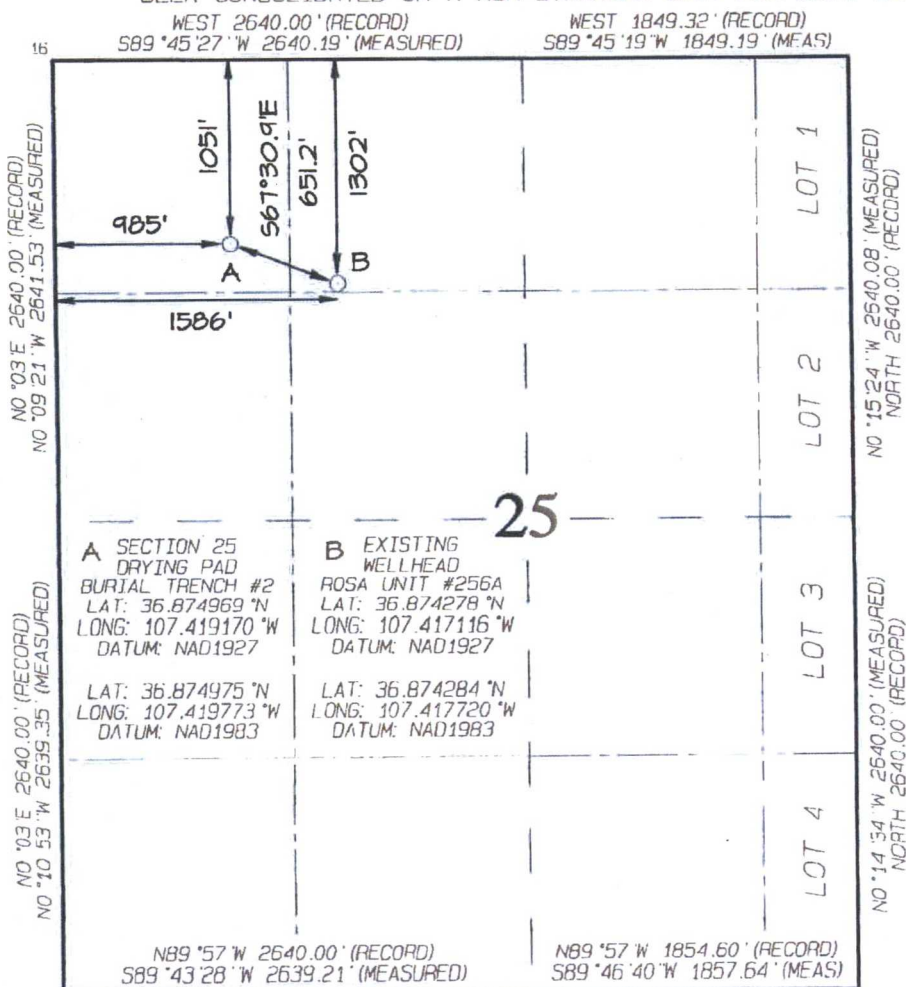 WEST 2640.00' (RECORD)
S89°45'27"W 2640.19' (MEASURED)
WEST 1849.32' (RECORD)
S89°45'19"W 1849.19' (MEAS)
16
N0°03'E 2640.00' (RECORD)
N0°09'21"W 2641.53' (MEASURED)
1051'
S67°30.9'E
651.2'
1302'
985'
A
B
1586'
LOT 1
N0°15'24"W 2640.08' (MEASURED)
NORTH 2640.00' (RECORD)
LOT 2
25
A SECTION 25
DRYING PAD
BURIAL TRENCH #2
LAT: 36.874969°N
LONG: 107.419170°W
DATUM: NAD1927
LAT: 36.874975°N
LONG: 107.419773°W
DATUM: NAD1983
B EXISTING
WELLHEAD
ROSA UNIT #256A
LAT: 36.874278°N
LONG: 107.417116°W
DATUM: NAD1927
LAT: 36.874284°N
LONG: 107.417720°W
DATUM: NAD1983
LOT 3
N0°03'E 2640.00' (RECORD)
N0°10'53"W 2639.35' (MEASURED)
N0°14'34"W 2640.00' (MEASURED)
NORTH 2640.00' (RECORD)
LOT 4
N89°57'W 2640.00' (RECORD)
S89°43'28"W 2639.21' (MEASURED)
N89°57'W 1854.60' (RECORD)
S89°46'40"W 1857.64' (MEAS)